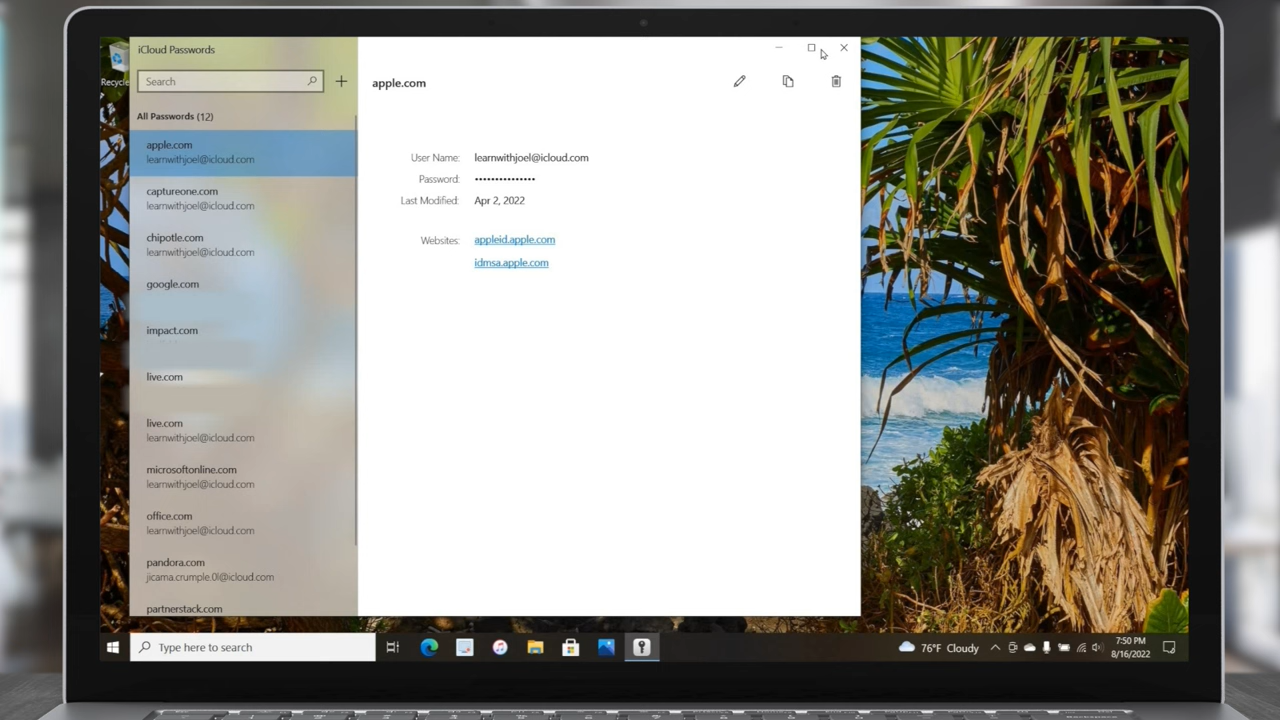 iCloud Passwords
Search
All Passwords (12)
apple.com
learnwithjoel@icloud.com
captureone.com
learnwithjoel@icloud.com
chipotle.com
learnwithjoel@icloud.com
google.com
impact.com
live.com
live.com
learnwithjoel@icloud.com
microsoftonline.com
learnwithjoel@icloud.com
office.com
learnwithjoel@icloud.com
pandora.com
jicama.crumple.0l@icloud.com
partnerstack.com
apple.com
User Name: learnwithjoel@icloud.com
Password: •••••••••••••••
Last Modified: Apr 2, 2022
Websites: appleid.apple.com
idmsa.apple.com
Recycle
Type here to search
76°F Cloudy
7:50 PM
8/16/2022